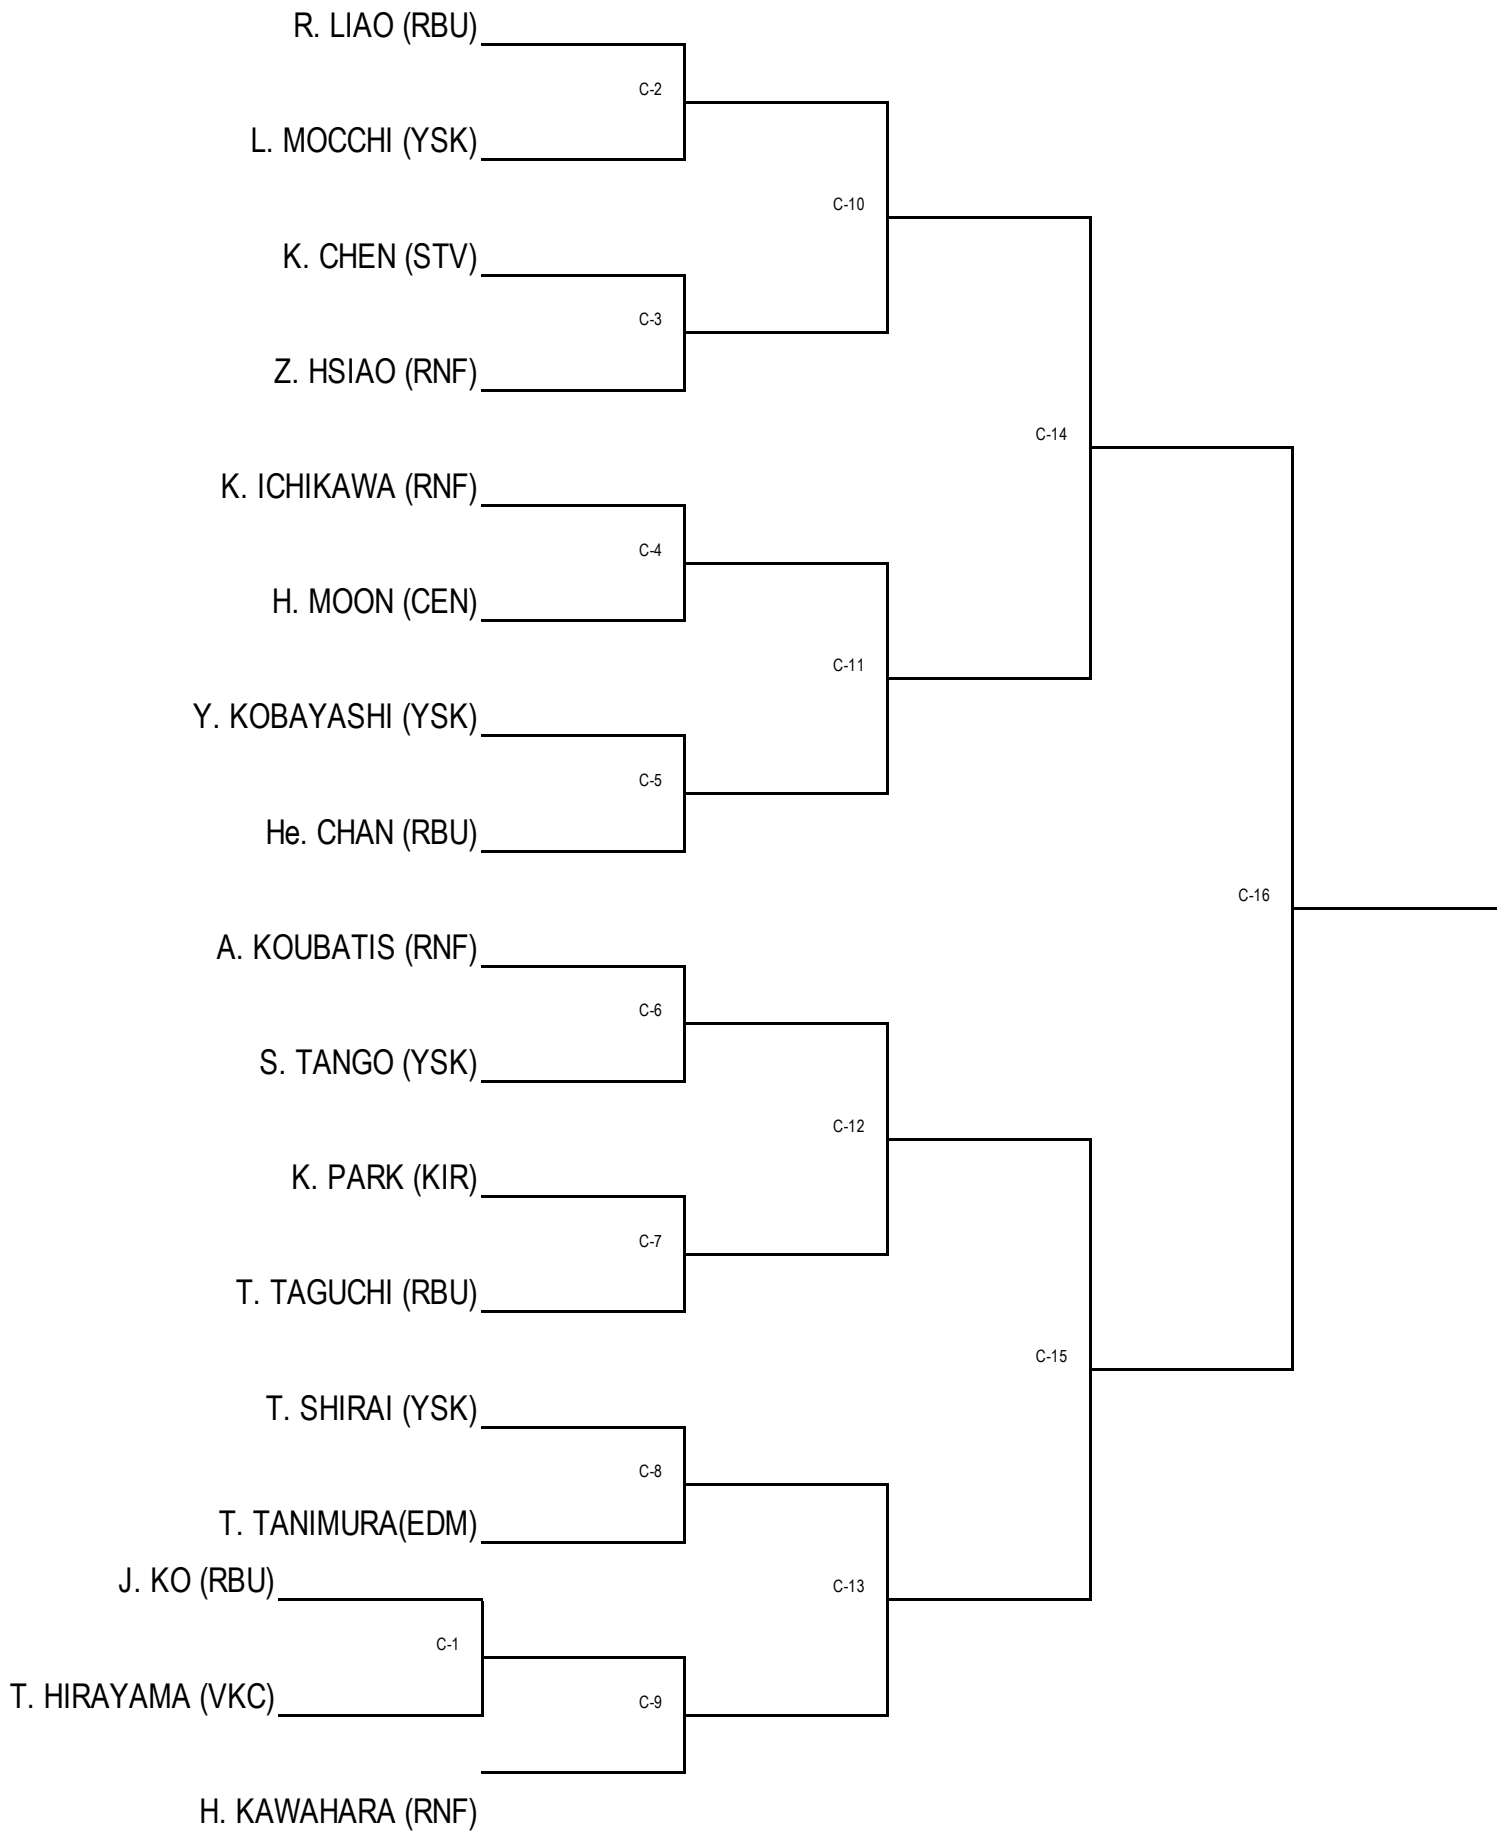 R. LIAO (RBU)
C-2
L. MOCCHI (YSK)
C-10
K. CHEN (STV)
C-3
Z. HSIAO (RNF)
C-14
K. ICHIKAWA (RNF)
C-4
H. MOON (CEN)
C-11
Y. KOBAYASHI (YSK)
C-5
He. CHAN (RBU)
C-16
A. KOUBATIS (RNF)
C-6
S. TANGO (YSK)
C-12
K. PARK (KIR)
C-7
T. TAGUCHI (RBU)
C-15
T. SHIRAI (YSK)
C-8
T. TANIMURA(EDM)
J. KO (RBU)
C-13
C-1
T. HIRAYAMA (VKC)
C-9
H. KAWAHARA (RNF)